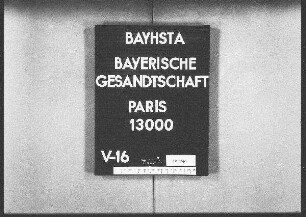 BAYHSTA
BAYERISCHE
GESANDTSCHAFT
PARIS
13000
V-16